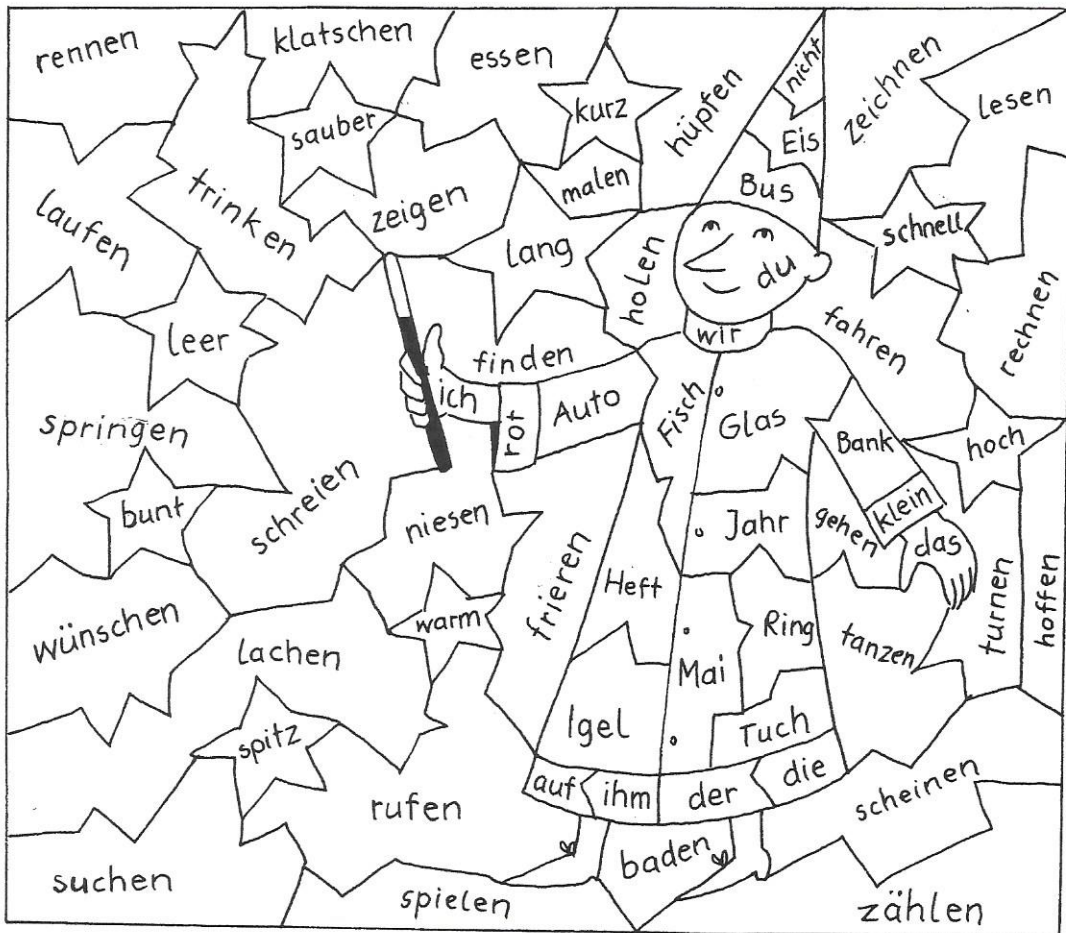 rennen
klatschen
essen
kurz
hüpfen
nicht
zeichnen
lesen
sauber
Eis
malen
Bus
trinken
zeigen
laufen
lang
holen
schnell
du
wir
fahren
rechnen
leer
finden
ich
rot
Auto
Fisch
Glas
Bank
hoch
springen
bunt
schreien
niesen
Jahr
gehen
klein
das
frieren
Heft
warm
Ring
tanzen
turnen
hoffen
wünschen
lachen
Mai
Igel
Tuch
spitz
auf
ihm
der
die
rufen
scheinen
baden
suchen
spielen
zählen